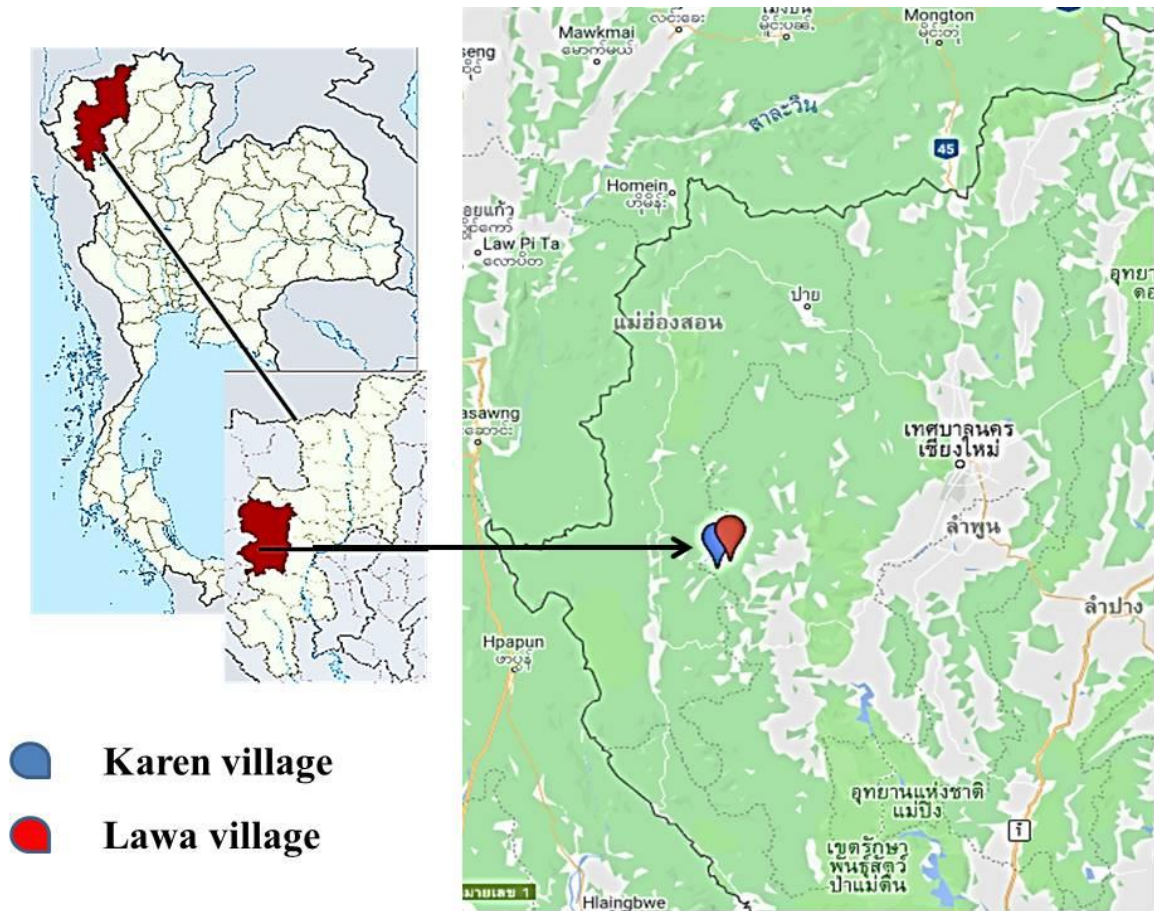 Mawkmai
Mongton
45
สาละวิน
Homein
Law Pi Ta
ปาย
แม่ฮ่องสอน
เทศบาลนคร
เชียงใหม่
ลำพูน
ลำปาง
Hpapun
Karen village
Lawa village
อุทยานแห่งชาติ
แม่ปิง
เขตรักษา
พันธุ์สัตว์
ป่าแม่ตื่น
Hlaingbwe